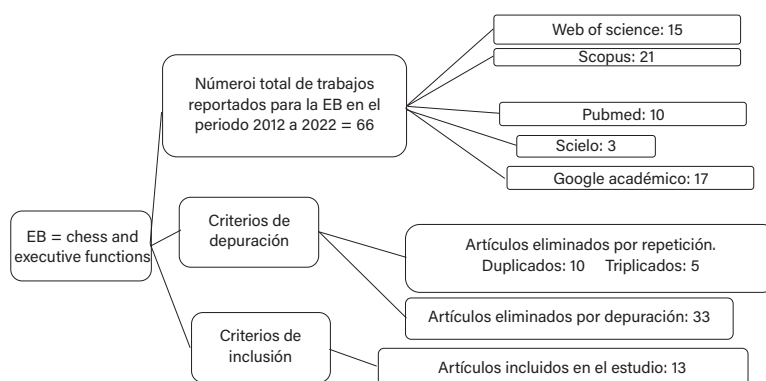 EB = chess and
executive functions
Númeroi total de trabajos
reportados para la EB en el
periodo 2012 a 2022 = 66
Web of science: 15
Scopus: 21
Pubmed: 10
Scielo: 3
Google académico: 17
Criterios de
depuración
Artículos eliminados por repetición.
Duplicados: 10 Triplicados: 5
Artículos eliminados por depuración: 33
Criterios de
inclusión
Artículos incluidos en el estudio: 13